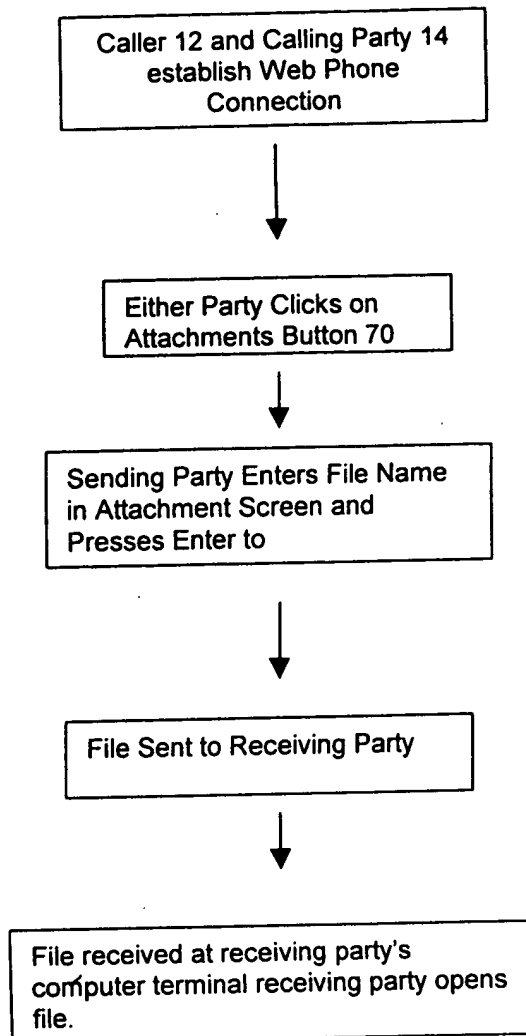 Caller 12 and Calling Party 14
establish Web Phone
Connection
Either Party Clicks on
Attachments Button 70
Sending Party Enters File Name
in Attachment Screen and
Presses Enter to
File Sent to Receiving Party
File received at receiving party's
computer terminal receiving party opens
file.